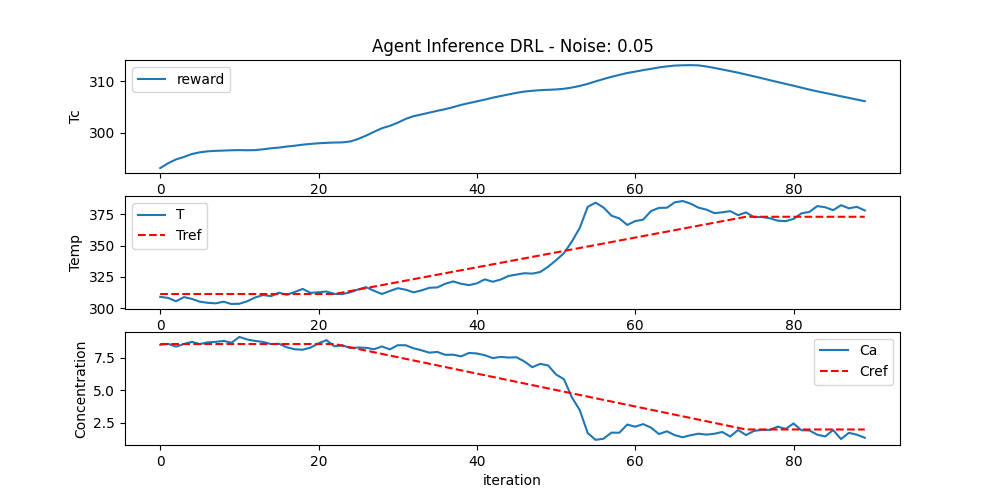 Agent Inference DRL - Noise: 0.05
reward
Tc
310
300
0 20 40 60 80
T
Tref
Temp
375
350
325
300
0 20 40 60 80
Ca
Cref
Concentration
7.5
5.0
2.5
0 20 40 60 80
iteration